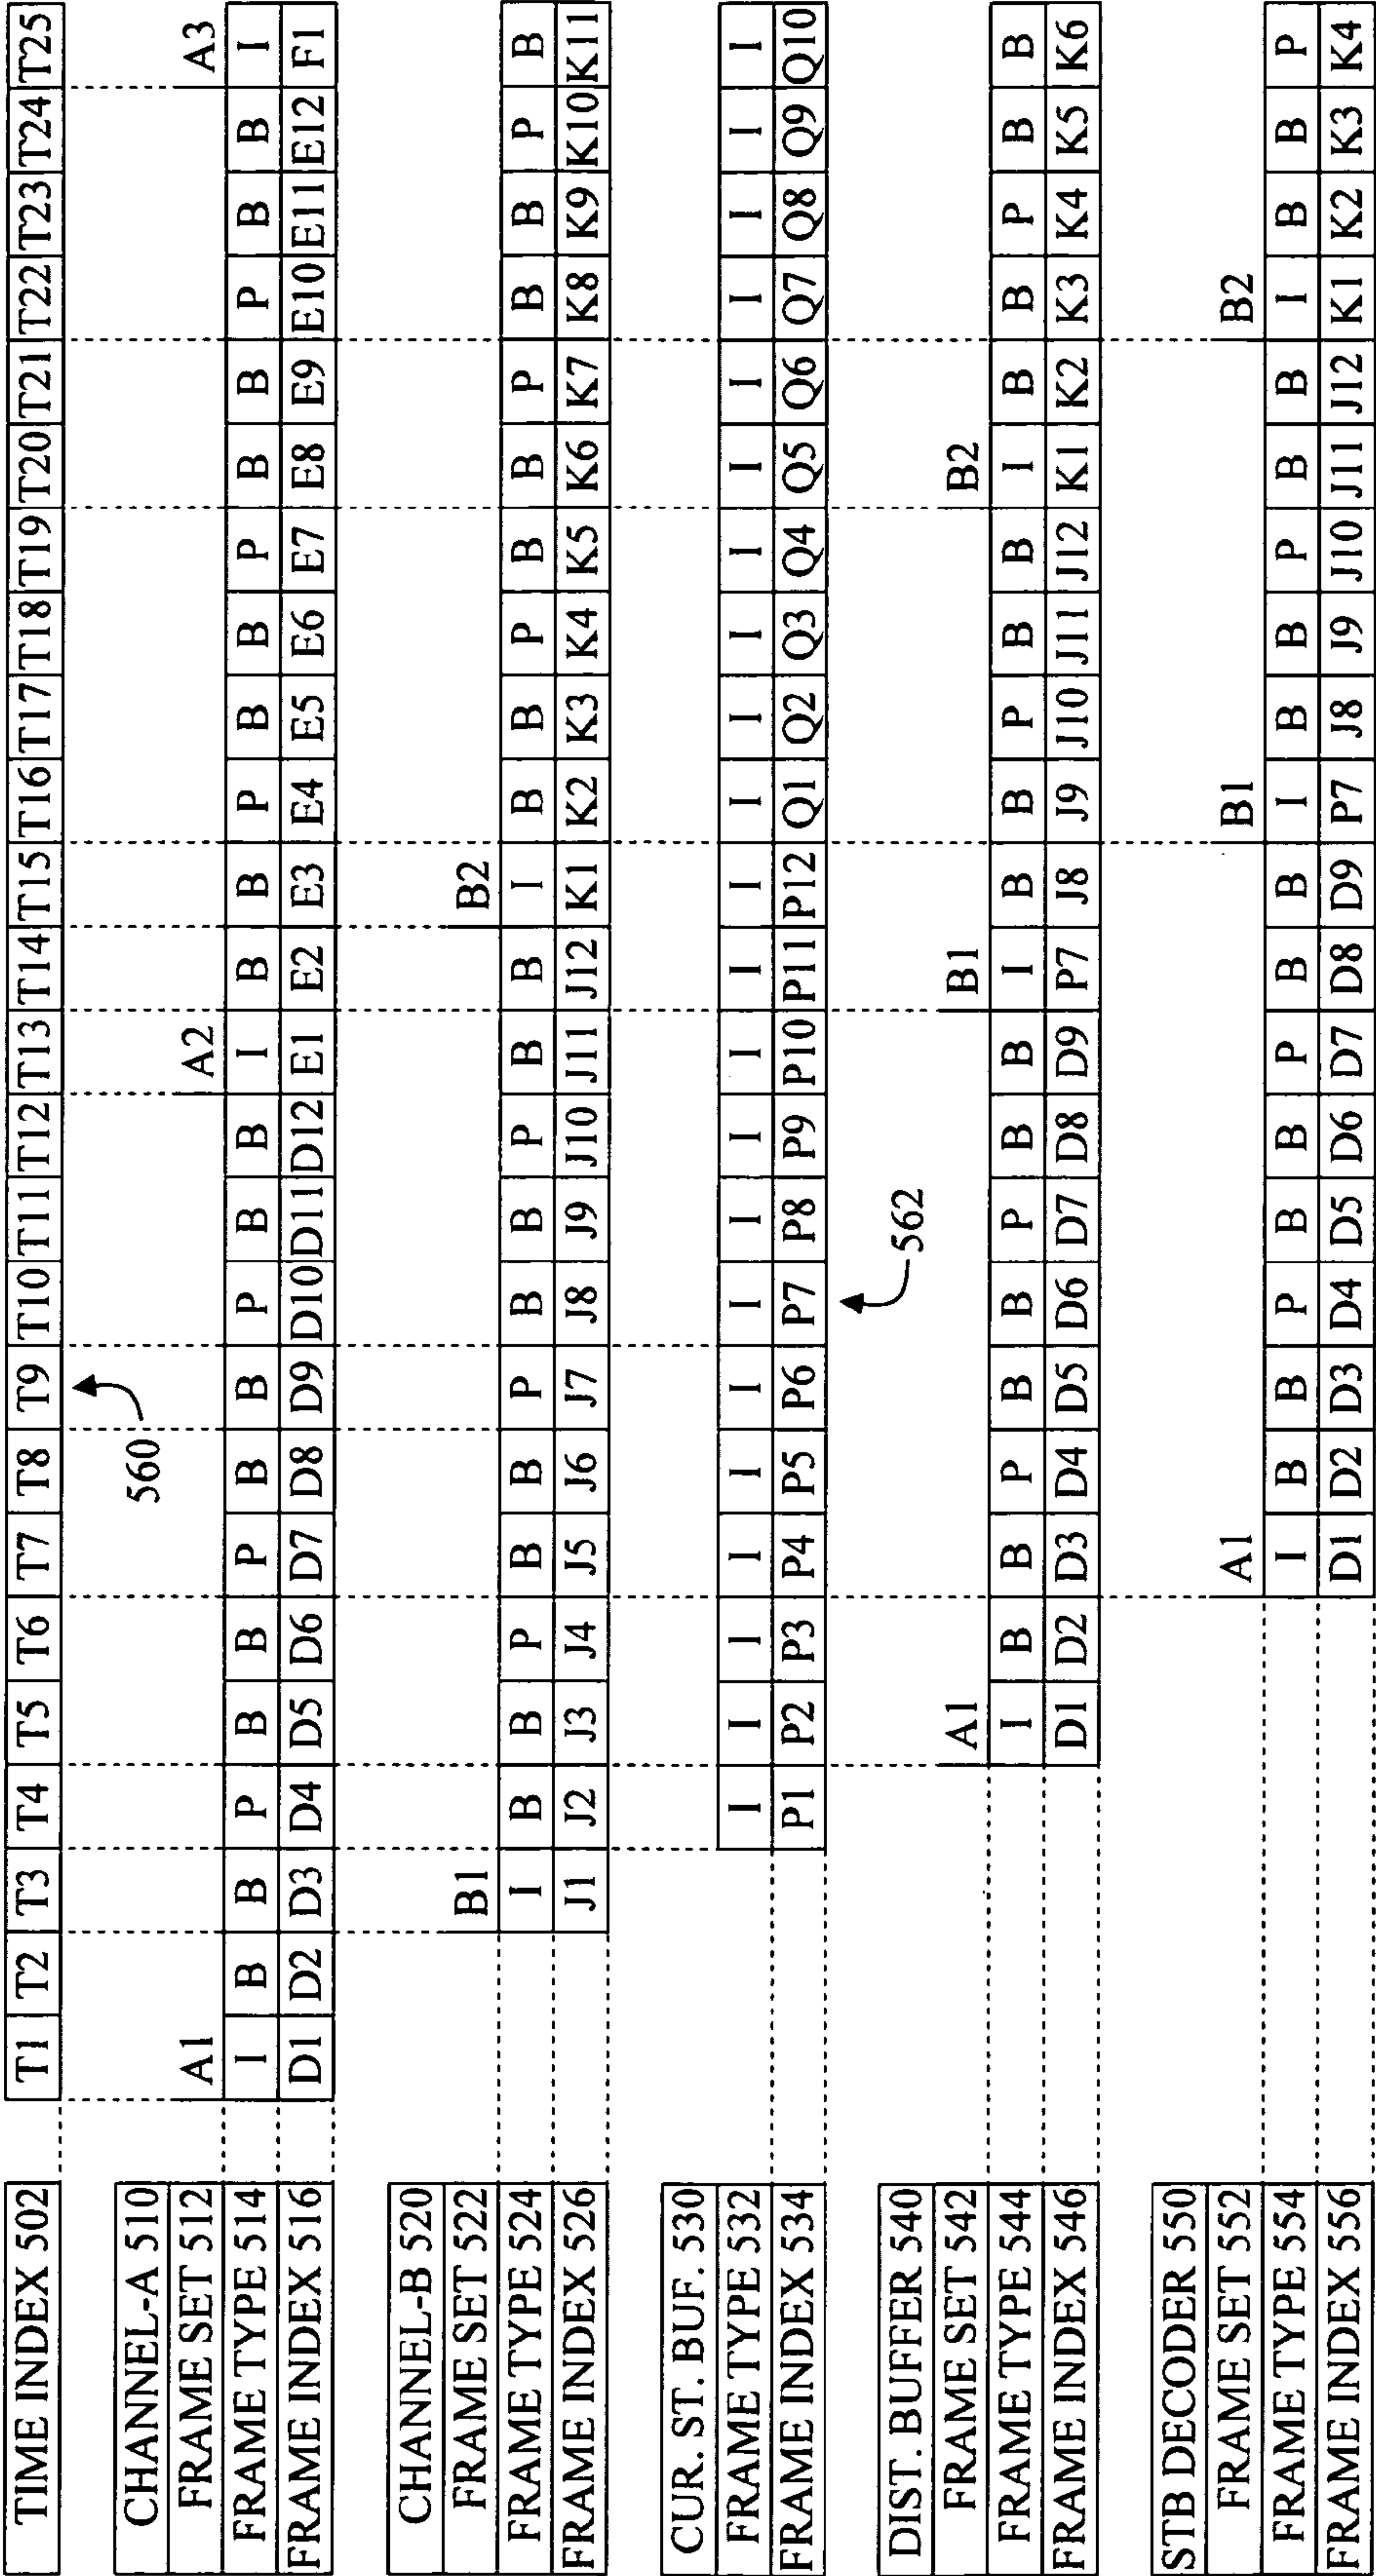 TIME INDEX 502 T1 T2 T3 T4 T5 T6 T7 T8 T9 T10 T11 T12 T13 T14 T15 T16 T17 T18 T19 T20 T21 T22 T23 T24 T25
560
CHANNEL-A 510
FRAME SET 512 A1 A2 A3
FRAME TYPE 514 I B B P B B P B B P B B I B B P B B P B B P B B I
FRAME INDEX 516 D1 D2 D3 D4 D5 D6 D7 D8 D9 D10 D11 D12 E1 E2 E3 E4 E5 E6 E7 E8 E9 E10 E11 E12 F1
CHANNEL-B 520
FRAME SET 522 B1 B2
FRAME TYPE 524 I B B P B B P B B P B B I B B P B B P B B P B
FRAME INDEX 526 J1 J2 J3 J4 J5 J6 J7 J8 J9 J10 J11 J12 K1 K2 K3 K4 K5 K6 K7 K8 K9 K10 K11
CUR. ST. BUF. 530
FRAME TYPE 532 I I I I I I I I I I I I I I I I I I I I I I
FRAME INDEX 534 P1 P2 P3 P4 P5 P6 P7 P8 P9 P10 P11 P12 Q1 Q2 Q3 Q4 Q5 Q6 Q7 Q8 Q9 Q10
562
DIST. BUFFER 540
FRAME SET 542 A1 B1 B2
FRAME TYPE 544 I B B P B B P B B I B B P B B I B B P B B
FRAME INDEX 546 D1 D2 D3 D4 D5 D6 D7 D8 D9 P7 J8 J9 J10 J11 J12 K1 K2 K3 K4 K5 K6
STB DECODER 550
FRAME SET 552 A1 B1 B2
FRAME TYPE 554 I B B P B B P B B I B B P B B I B B P
FRAME INDEX 556 D1 D2 D3 D4 D5 D6 D7 D8 D9 P7 J8 J9 J10 J11 J12 K1 K2 K3 K4